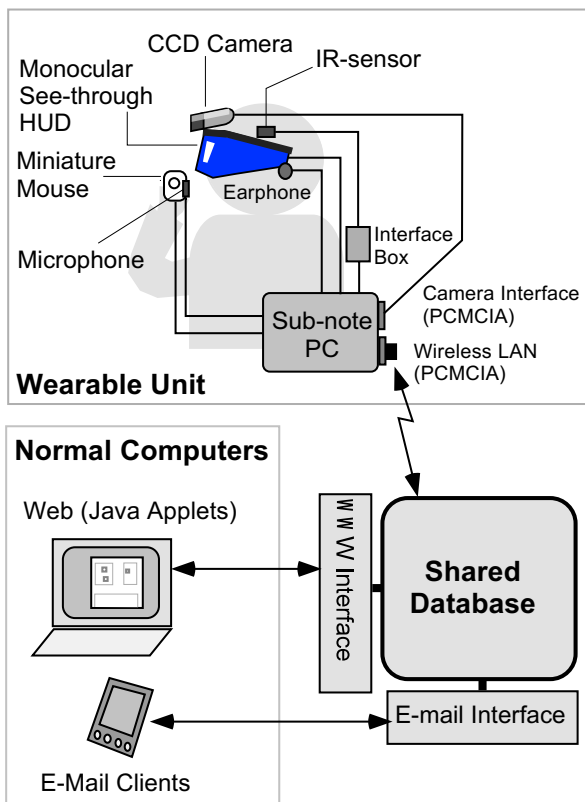 CCD Camera
IR-sensor
Monocular
See-through
HUD
Miniature
Mouse
Earphone
Microphone
Interface
Box
Camera Interface
(PCMCIA)
Sub-note
PC
Wireless LAN
(PCMCIA)
Wearable Unit
Normal Computers
Web (Java Applets)
W W W Interface
Shared
Database
E-mail Interface
E-Mail Clients